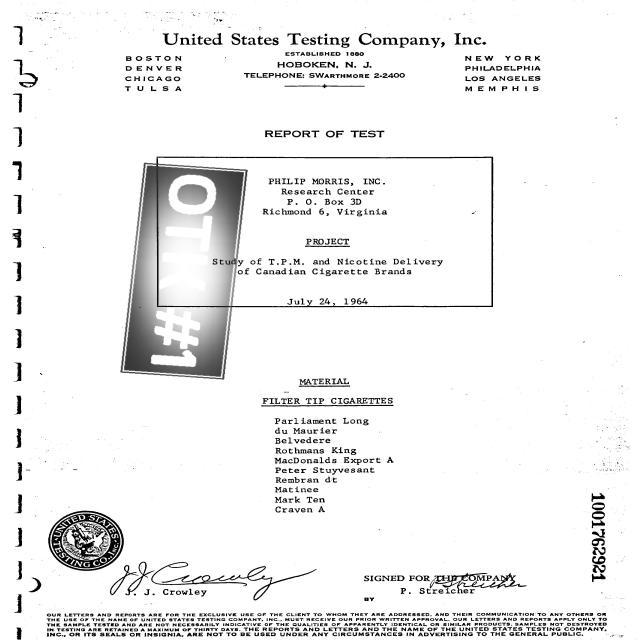 United States Testing Company, Inc.
ESTABLISHED 1880
BOSTON
DENVER
CHICAGO
TULSA
HOBOKEN, N. J.
TELEPHONE: SWARTHMORE 2-2400
NEW YORK
PHILADELPHIA
LOS ANGELES
MEMPHIS
REPORT OF TEST
PHILIP MORRIS, INC.
Research Center
P. O. Box 3D
Richmond 6, Virginia
PROJECT
Study of T.P.M. and Nicotine Delivery
of Canadian Cigarette Brands
July 24, 1964
#1
MATERIAL
FILTER TIP CIGARETTES
Parliament Long
du Maurier
Belvedere
Rothmans King
MacDonalds Export A
Peter Stuyvesant
Rembran dt
Matinee
Mark Ten
Craven A
1001762921
UNITED STATES
TESTING CO., Inc.
J. J. Crowley
J. J. Crowley
SIGNED FOR THE COMPANY
P. Streicher
P. Streicher
BY
OUR LETTERS AND REPORTS ARE FOR THE EXCLUSIVE USE OF THE CLIENT TO WHOM THEY ARE ADDRESSED, AND THEIR COMMUNICATION TO ANY OTHERS OR
THE USE OF THE NAME OF UNITED STATES TESTING COMPANY, INC. MUST RECEIVE OUR PRIOR WRITTEN APPROVAL. OUR LETTERS AND REPORTS APPLY ONLY TO
THE SAMPLE TESTED AND ARE NOT NECESSARILY INDICATIVE OF THE QUALITIES OF APPARENTLY IDENTICAL OR SIMILAR PRODUCTS. SAMPLES NOT DESTROYED
IN TESTING ARE RETAINED A MAXIMUM OF THIRTY DAYS. THE REPORTS AND LETTERS AND THE NAME OF THE UNITED STATES TESTING COMPANY,
INC., OR ITS SEALS OR INSIGNIA, ARE NOT TO BE USED UNDER ANY CIRCUMSTANCES IN ADVERTISING TO THE GENERAL PUBLIC.